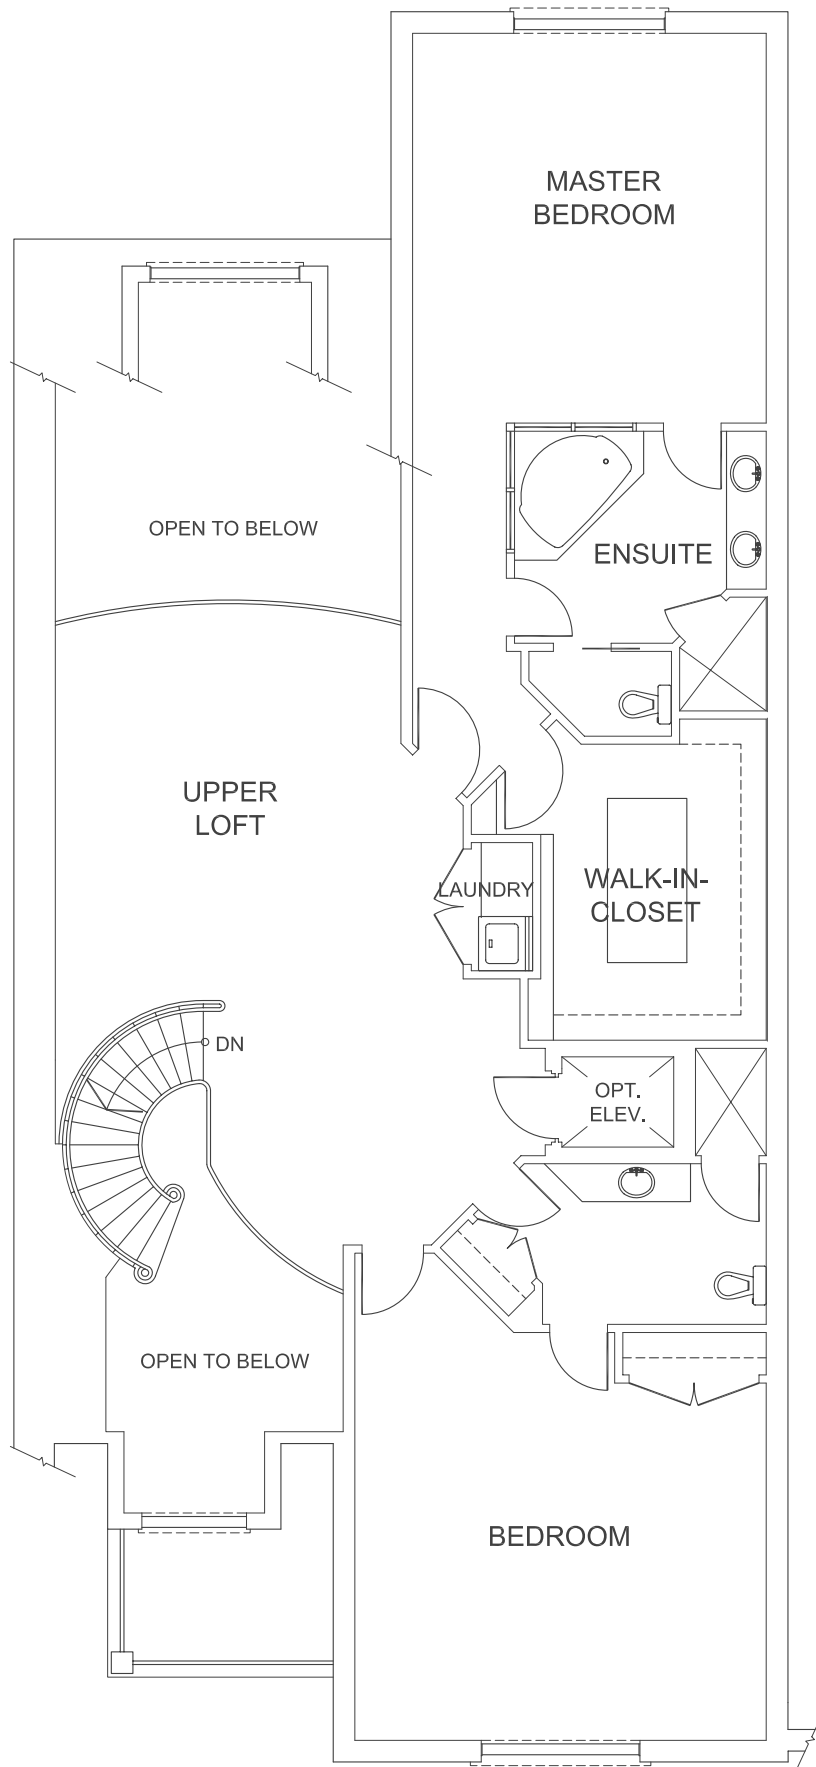 MASTER
BEDROOM
OPEN TO BELOW
ENSUITE
UPPER
LOFT
LAUNDRY
WALK-IN-
CLOSET
DN
OPT.
ELEV.
OPEN TO BELOW
BEDROOM